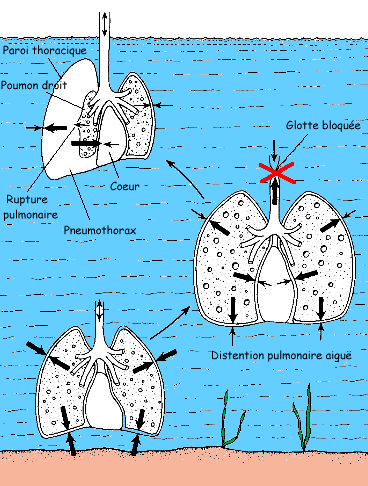 Paroi thoracique
Poumon droit
Glotte bloquée
Coeur
Rupture
pulmonaire
Pneumothorax
Distention pulmonaire aiguë